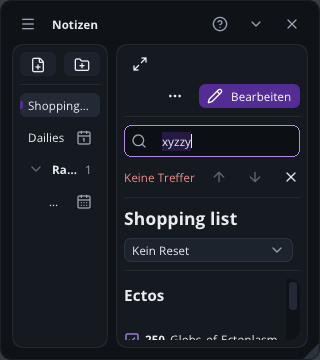 Notizen
Shopping...
Dailies
Ra... 1
...
Bearbeiten
xyzzy
Keine Treffer
Shopping list
Kein Reset
Ectos
250 Globs of Ectoplasm